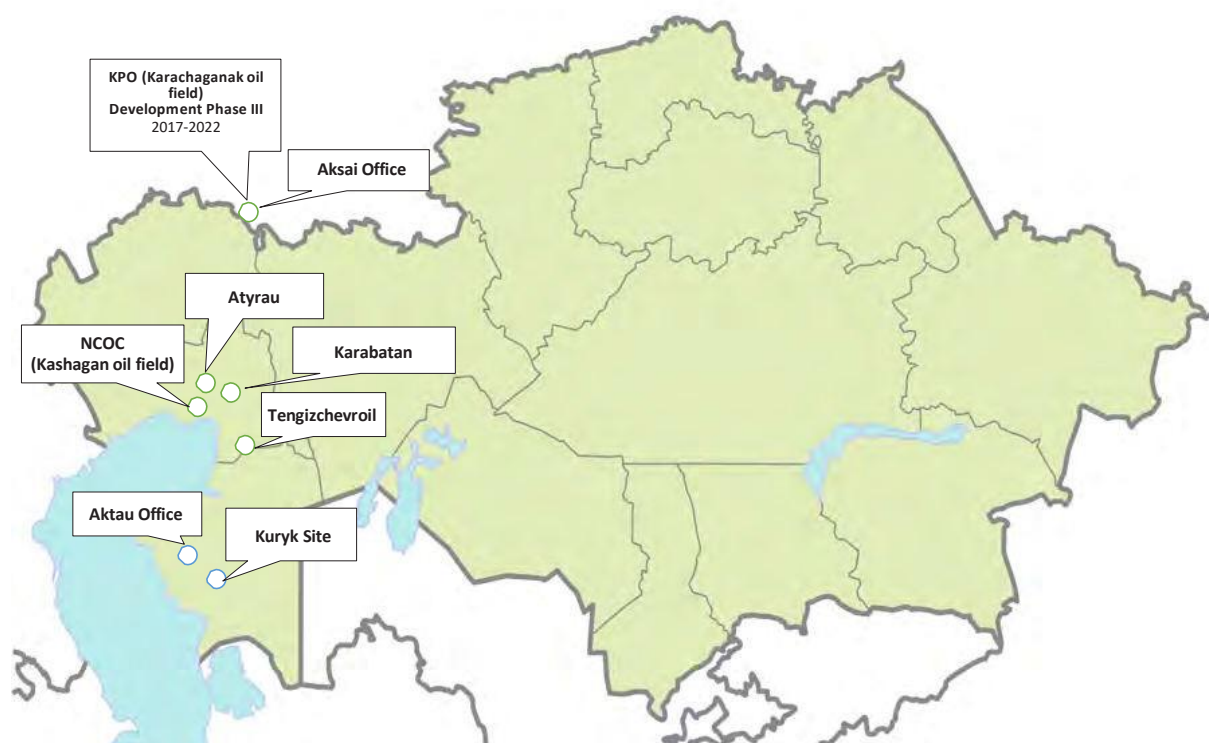 KPO (Karachaganak oil
field)
Development Phase III
2017-2022
Aksai Office
Atyrau
NCOC
(Kashagan oil field)
Karabatan
Tengizchevroil
Aktau Office
Kuryk Site